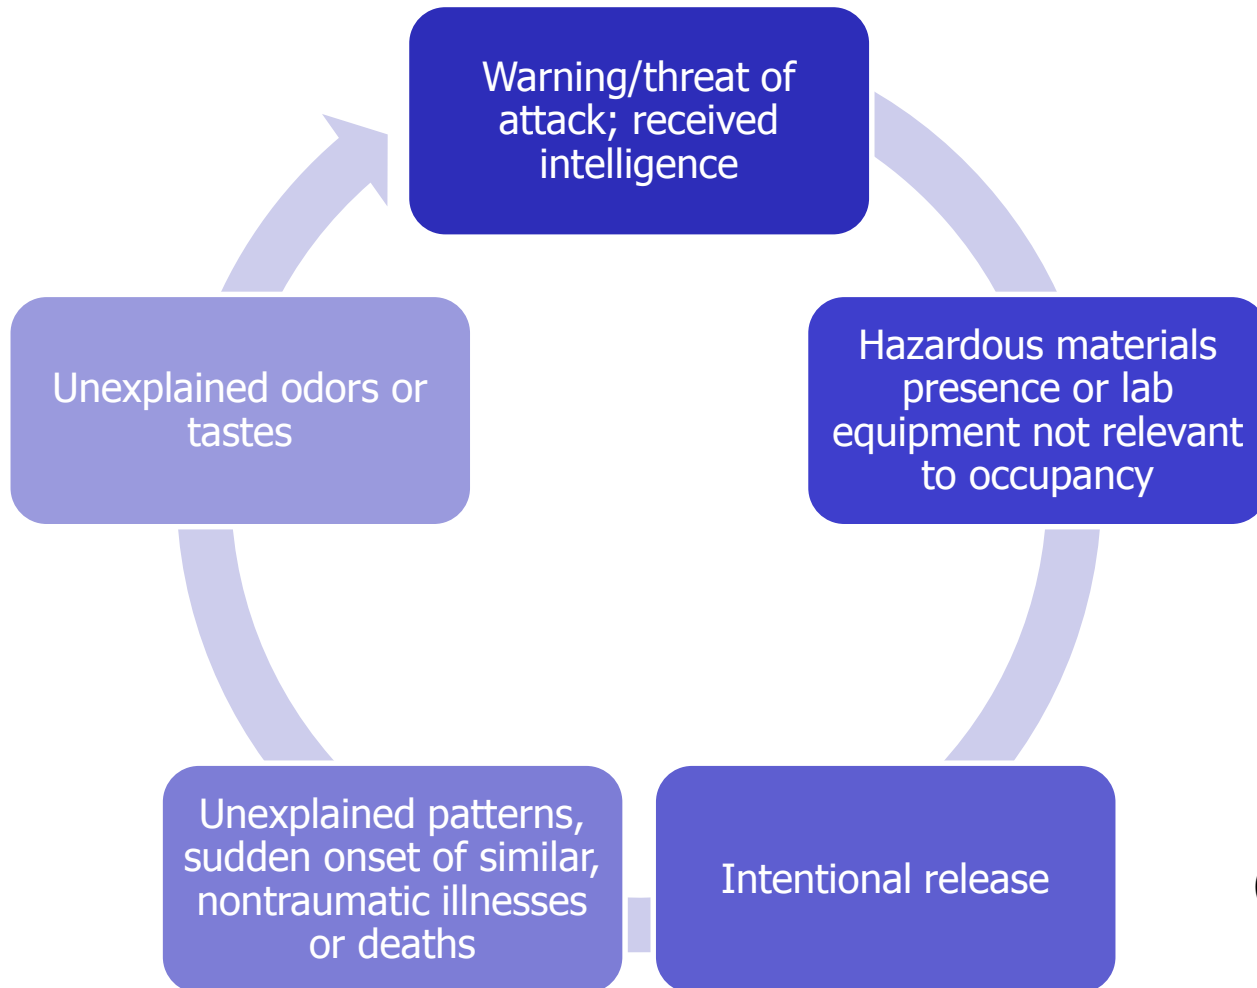 Warning/threat of
attack; received
intelligence
Hazardous materials
presence or lab
equipment not relevant
to occupancy
Intentional release
Unexplained patterns,
sudden onset of similar,
nontraumatic illnesses
or deaths
Unexplained odors or
tastes